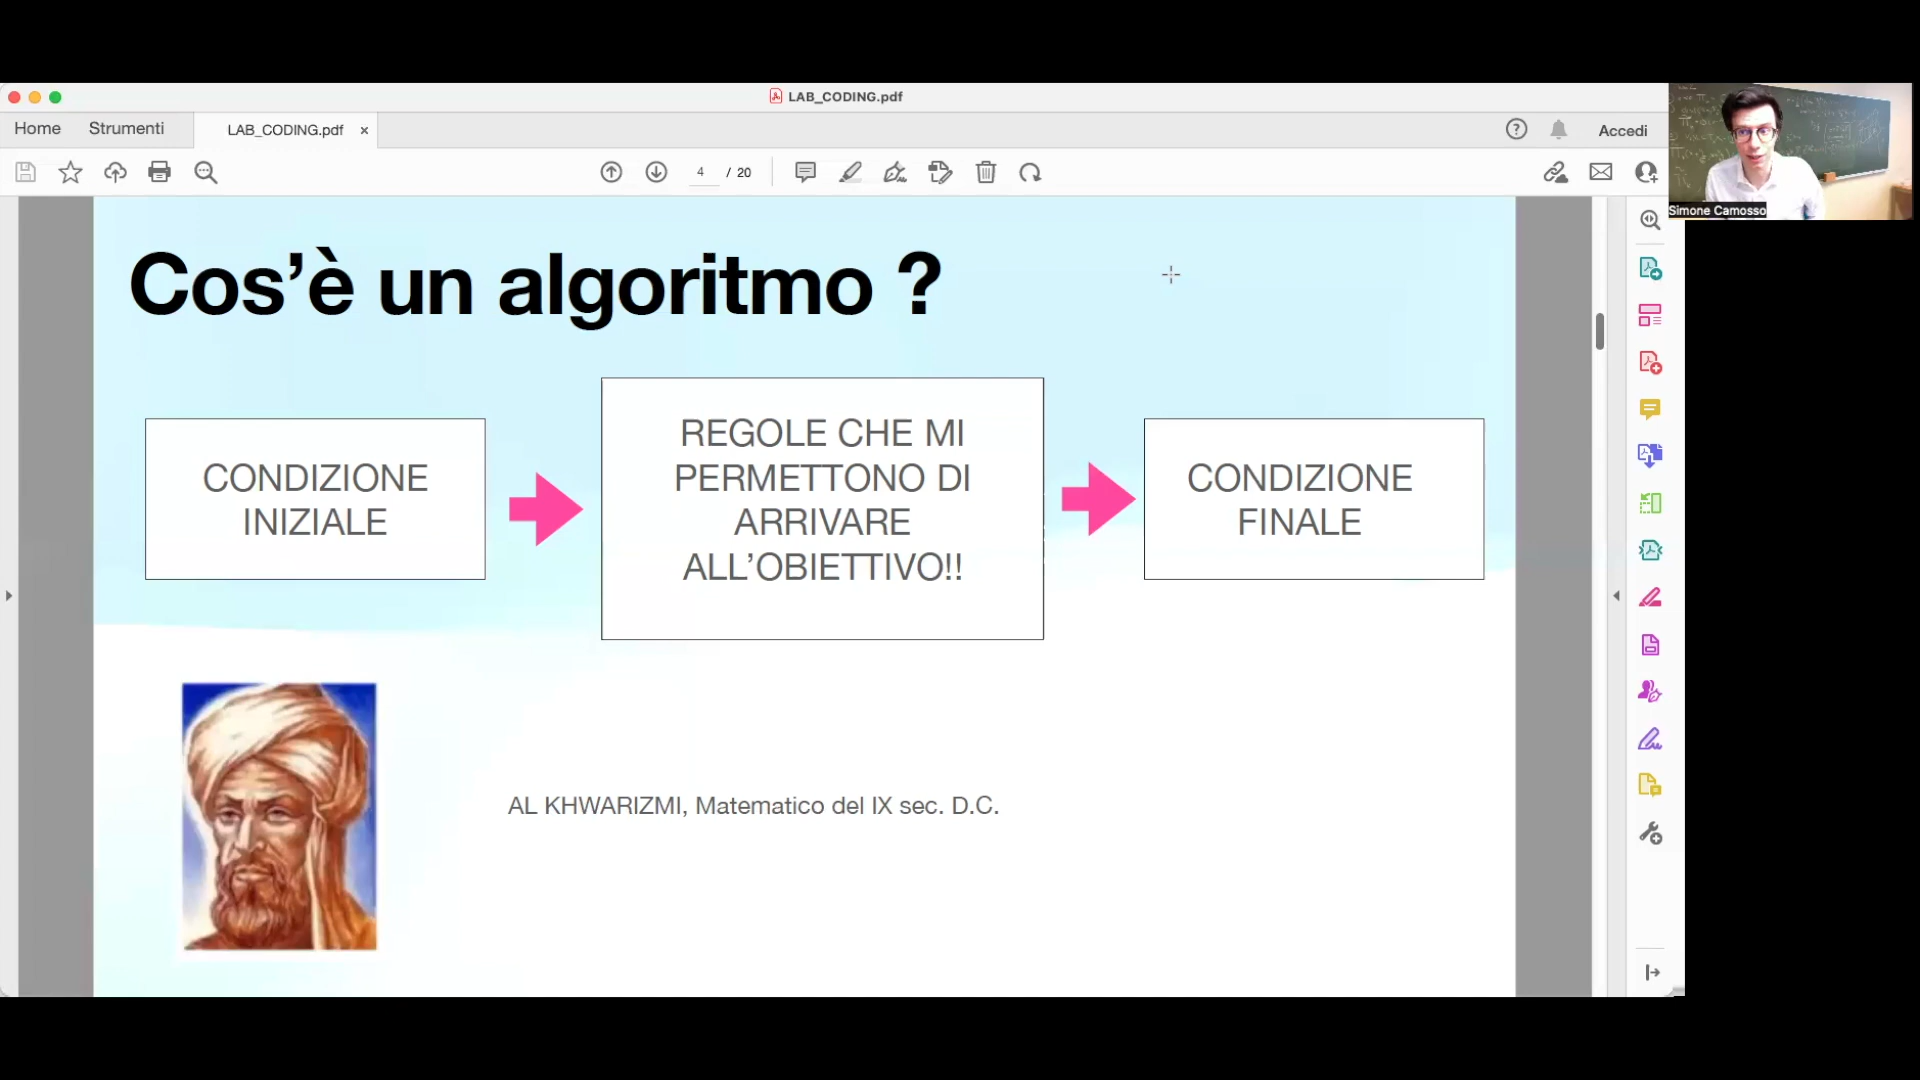 LAB_CODING.pdf
Home
Strumenti
LAB_CODING.pdf
×
?
Accedi
4 / 20
Simone Camosso
Cos’è un algoritmo ?
CONDIZIONE
INIZIALE
REGOLE CHE MI
PERMETTONO DI
ARRIVARE
ALL’OBIETTIVO!!
CONDIZIONE
FINALE
AL KHWARIZMI, Matematico del IX sec. D.C.